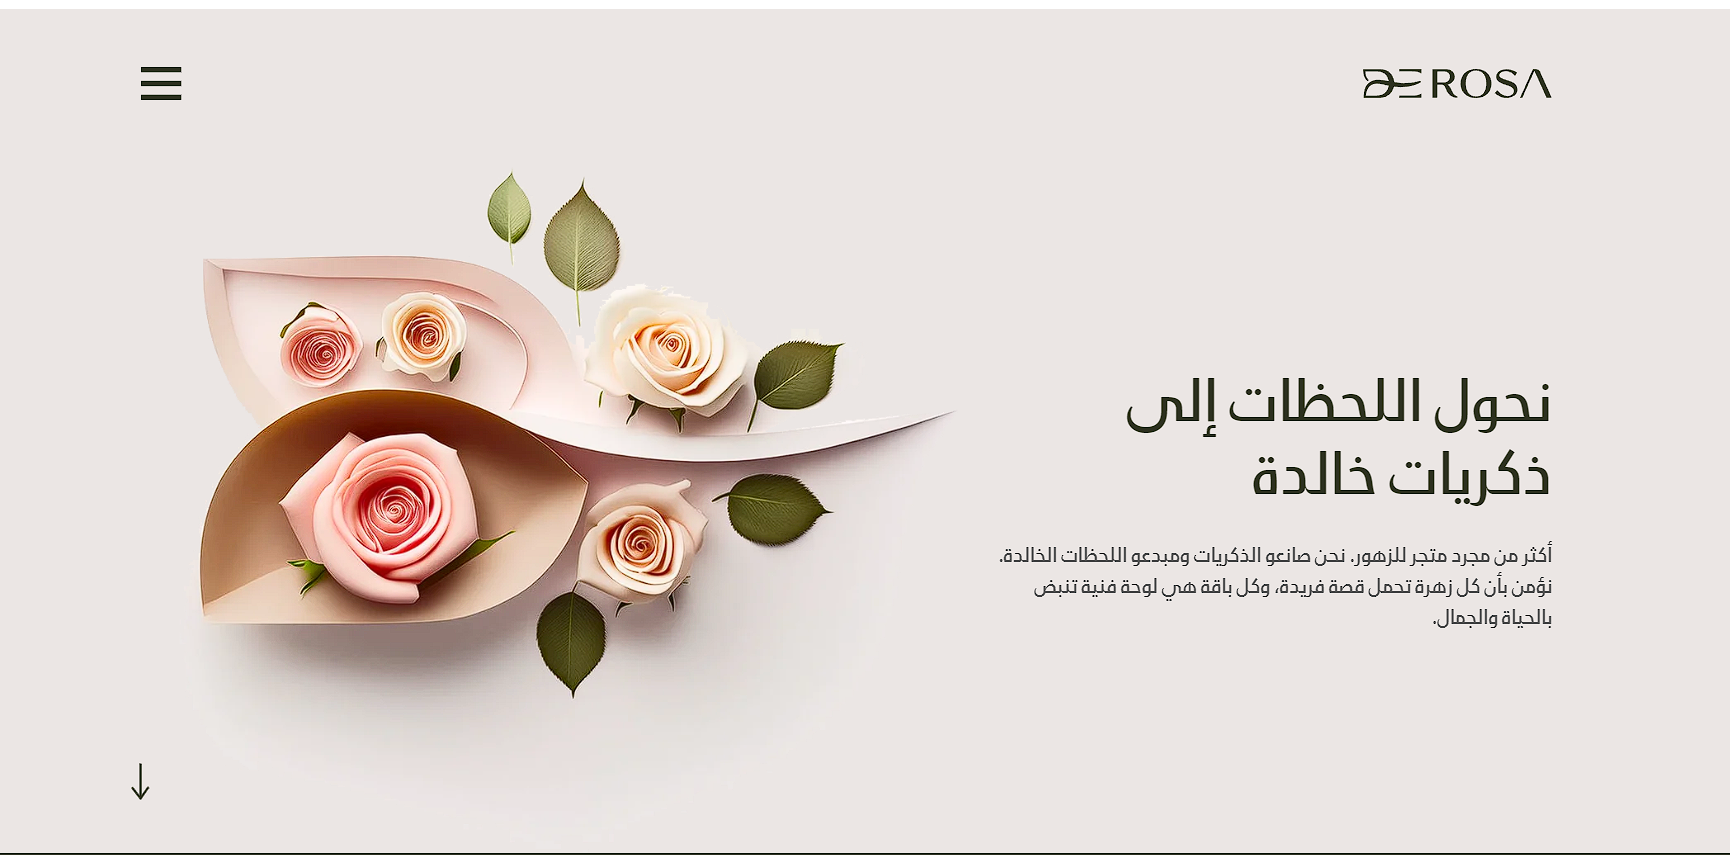 DE ROSA
نحول اللحظات إلى
ذكريات خالدة
أكثر من مجرد متجر للزهور. نحن صانعو الذكريات ومبدعو اللحظات الخالدة.
نؤمن بأن كل زهرة تحمل قصة فريدة، وكل باقة هي لوحة فنية تنبض
بالحياة والجمال.